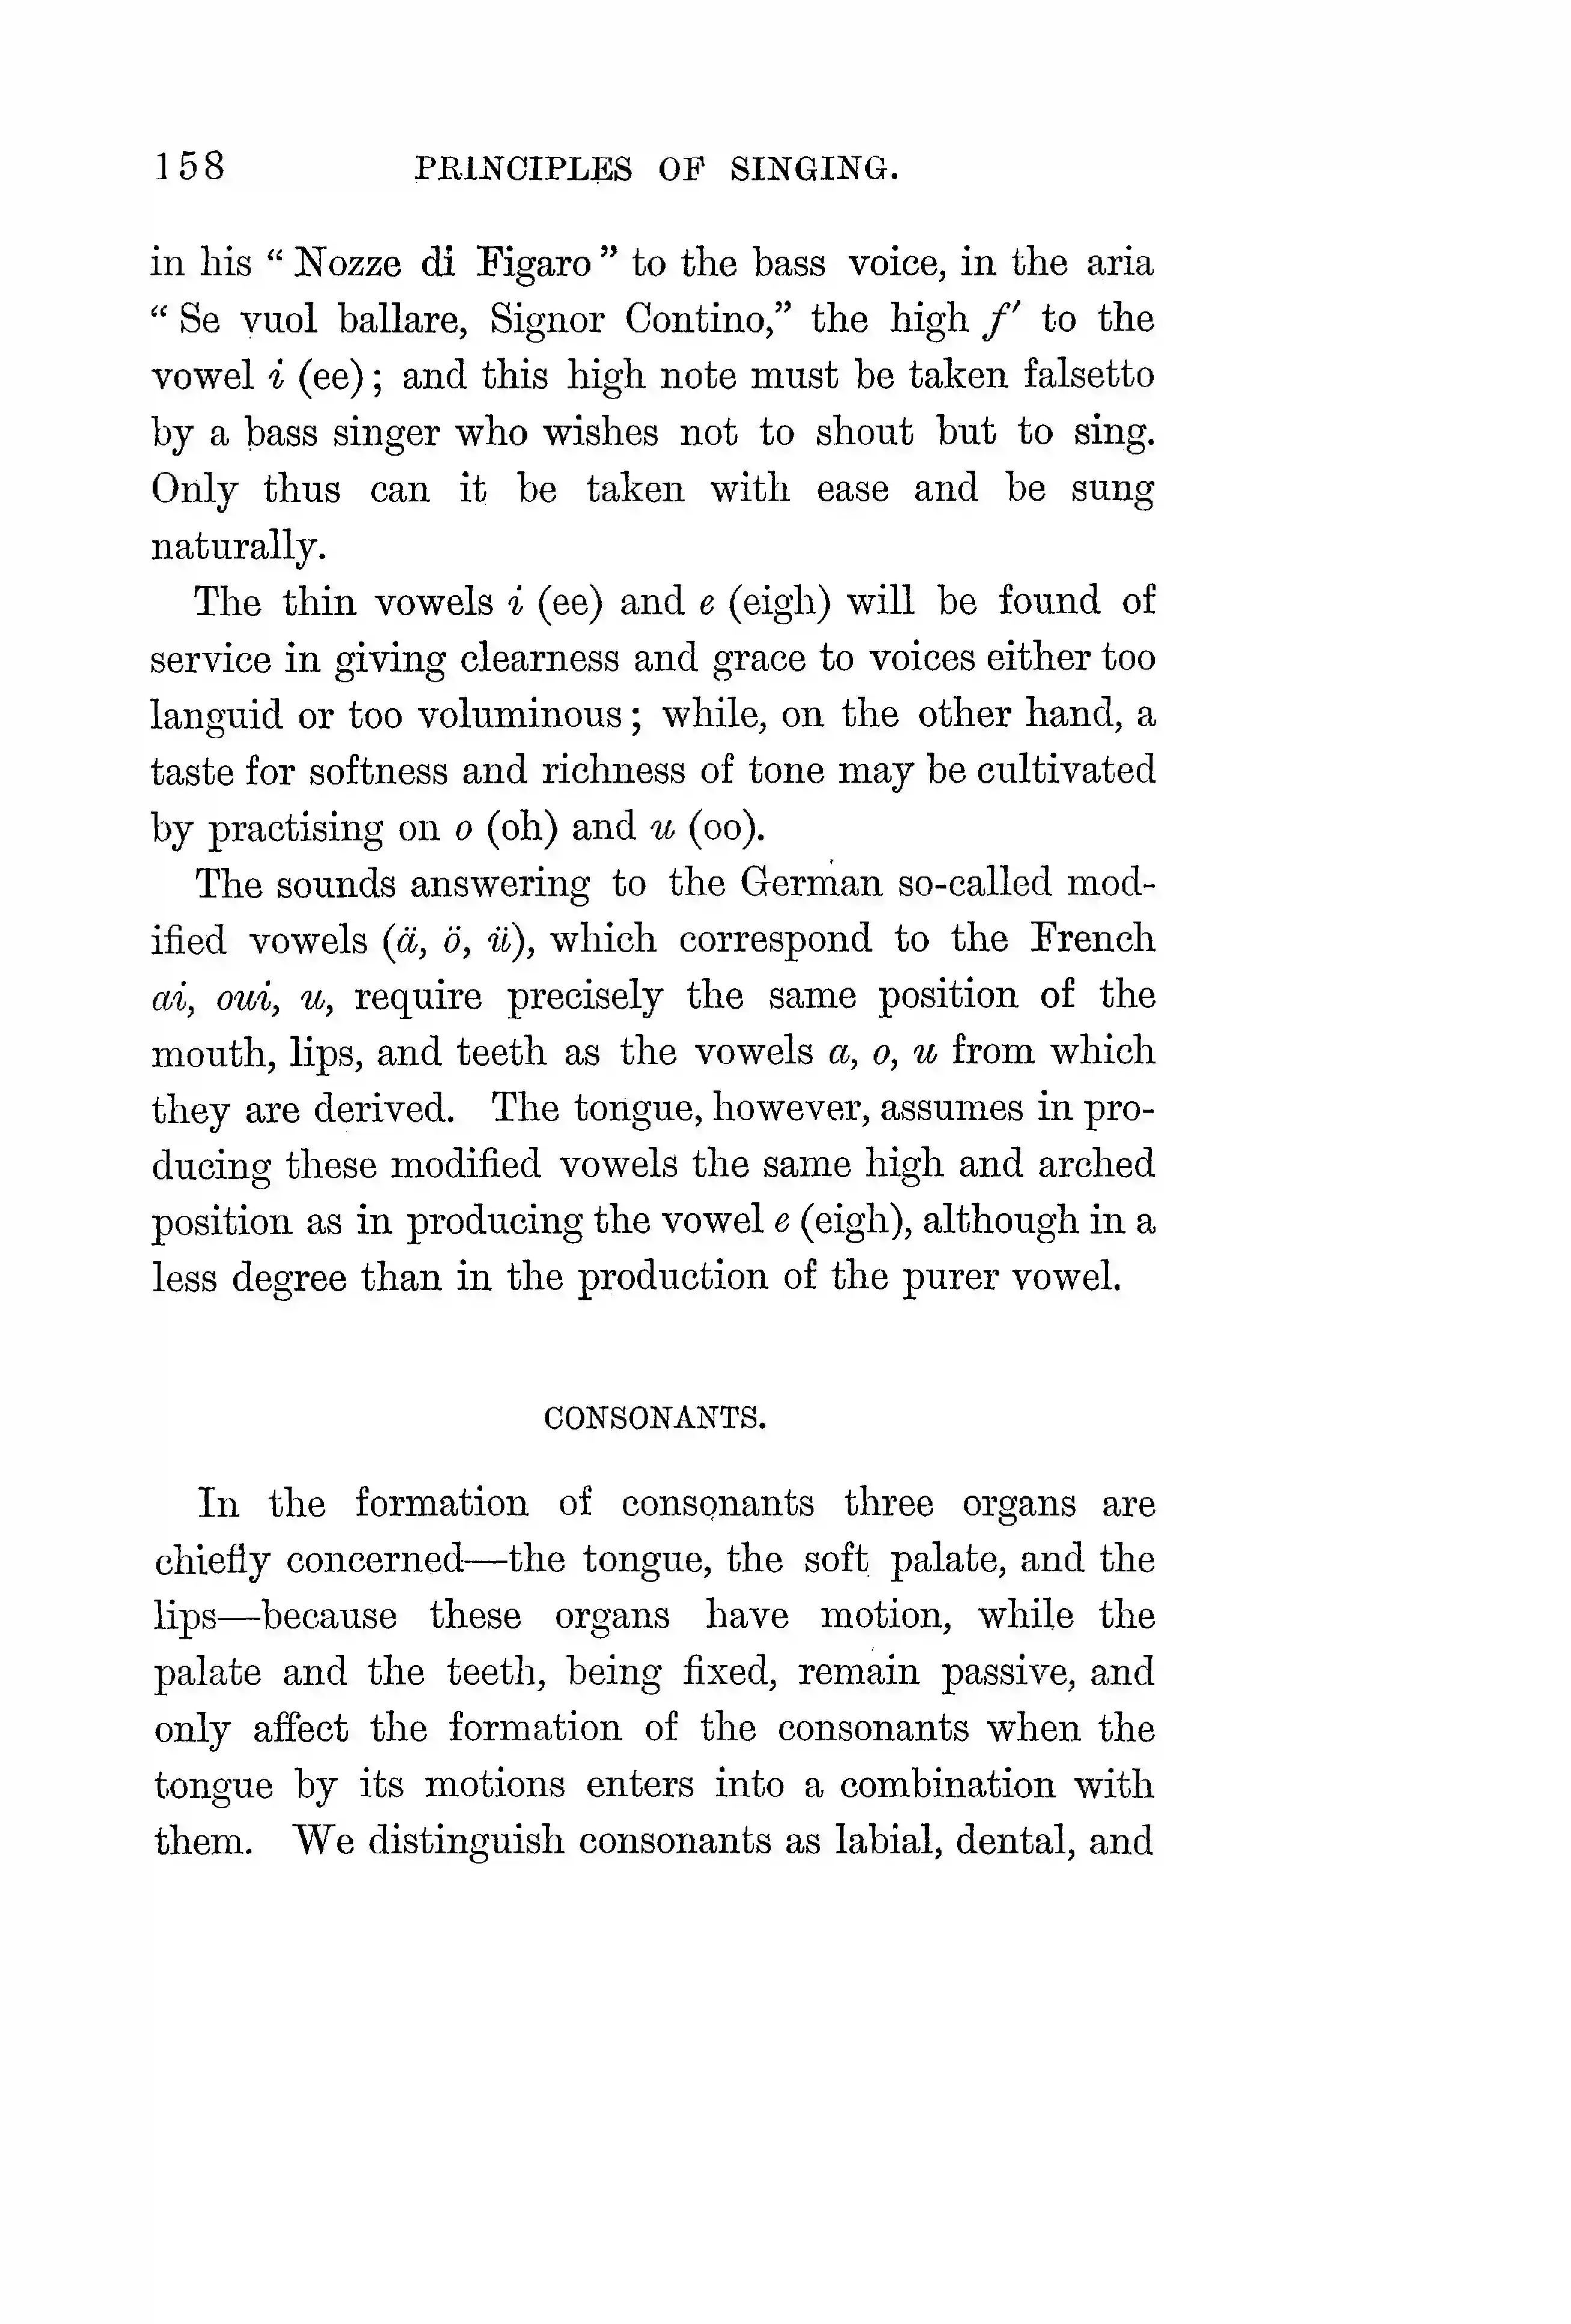 158 PRINCIPLES OF SINGING.
in his “ Nozze di Figaro ” to the bass voice, in the aria
“ Se vuol ballare, Signor Contino,” the high f′ to the
vowel i (ee) ; and this high note must be taken falsetto
by a bass singer who wishes not to shout but to sing.
Only thus can it be taken with ease and be sung
naturally.
The thin vowels i (ee) and e (eigh) will be found of
service in giving clearness and grace to voices either too
languid or too voluminous ; while, on the other hand, a
taste for softness and richness of tone may be cultivated
by practising on o (oh) and u (oo).
The sounds answering to the German so-called mod-
ified vowels (ä, ö, ü), which correspond to the French
ai, oui, u, require precisely the same position of the
mouth, lips, and teeth as the vowels a, o, u from which
they are derived. The tongue, however, assumes in pro-
ducing these modified vowels the same high and arched
position as in producing the vowel e (eigh), although in a
less degree than in the production of the purer vowel.
CONSONANTS.
In the formation of consonants three organs are
chiefly concerned—the tongue, the soft palate, and the
lips—because these organs have motion, while the
palate and the teeth, being fixed, remain passive, and
only affect the formation of the consonants when the
tongue by its motions enters into a combination with
them. We distinguish consonants as labial, dental, and